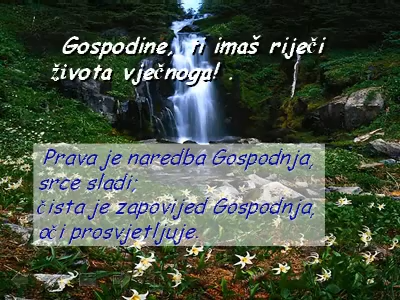 Gospodine, ti imaš riječi
života vječnoga! .
Prava je naredba Gospodnja,
srce sladi;
čista je zapovijed Gospodnja,
oči prosvjetljuje.